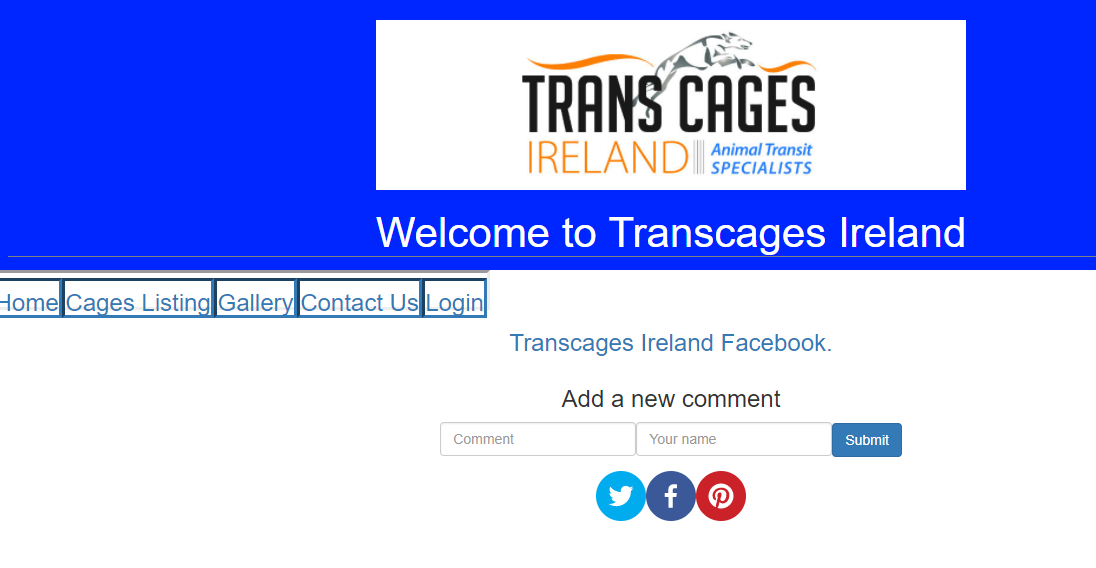 TRANS CAGES
IRELAND Animal Transit
SPECIALISTS
Welcome to Transcages Ireland
Home Cages Listing Gallery Contact Us Login
Transcages Ireland Facebook.
Add a new comment
Comment Your name Submit